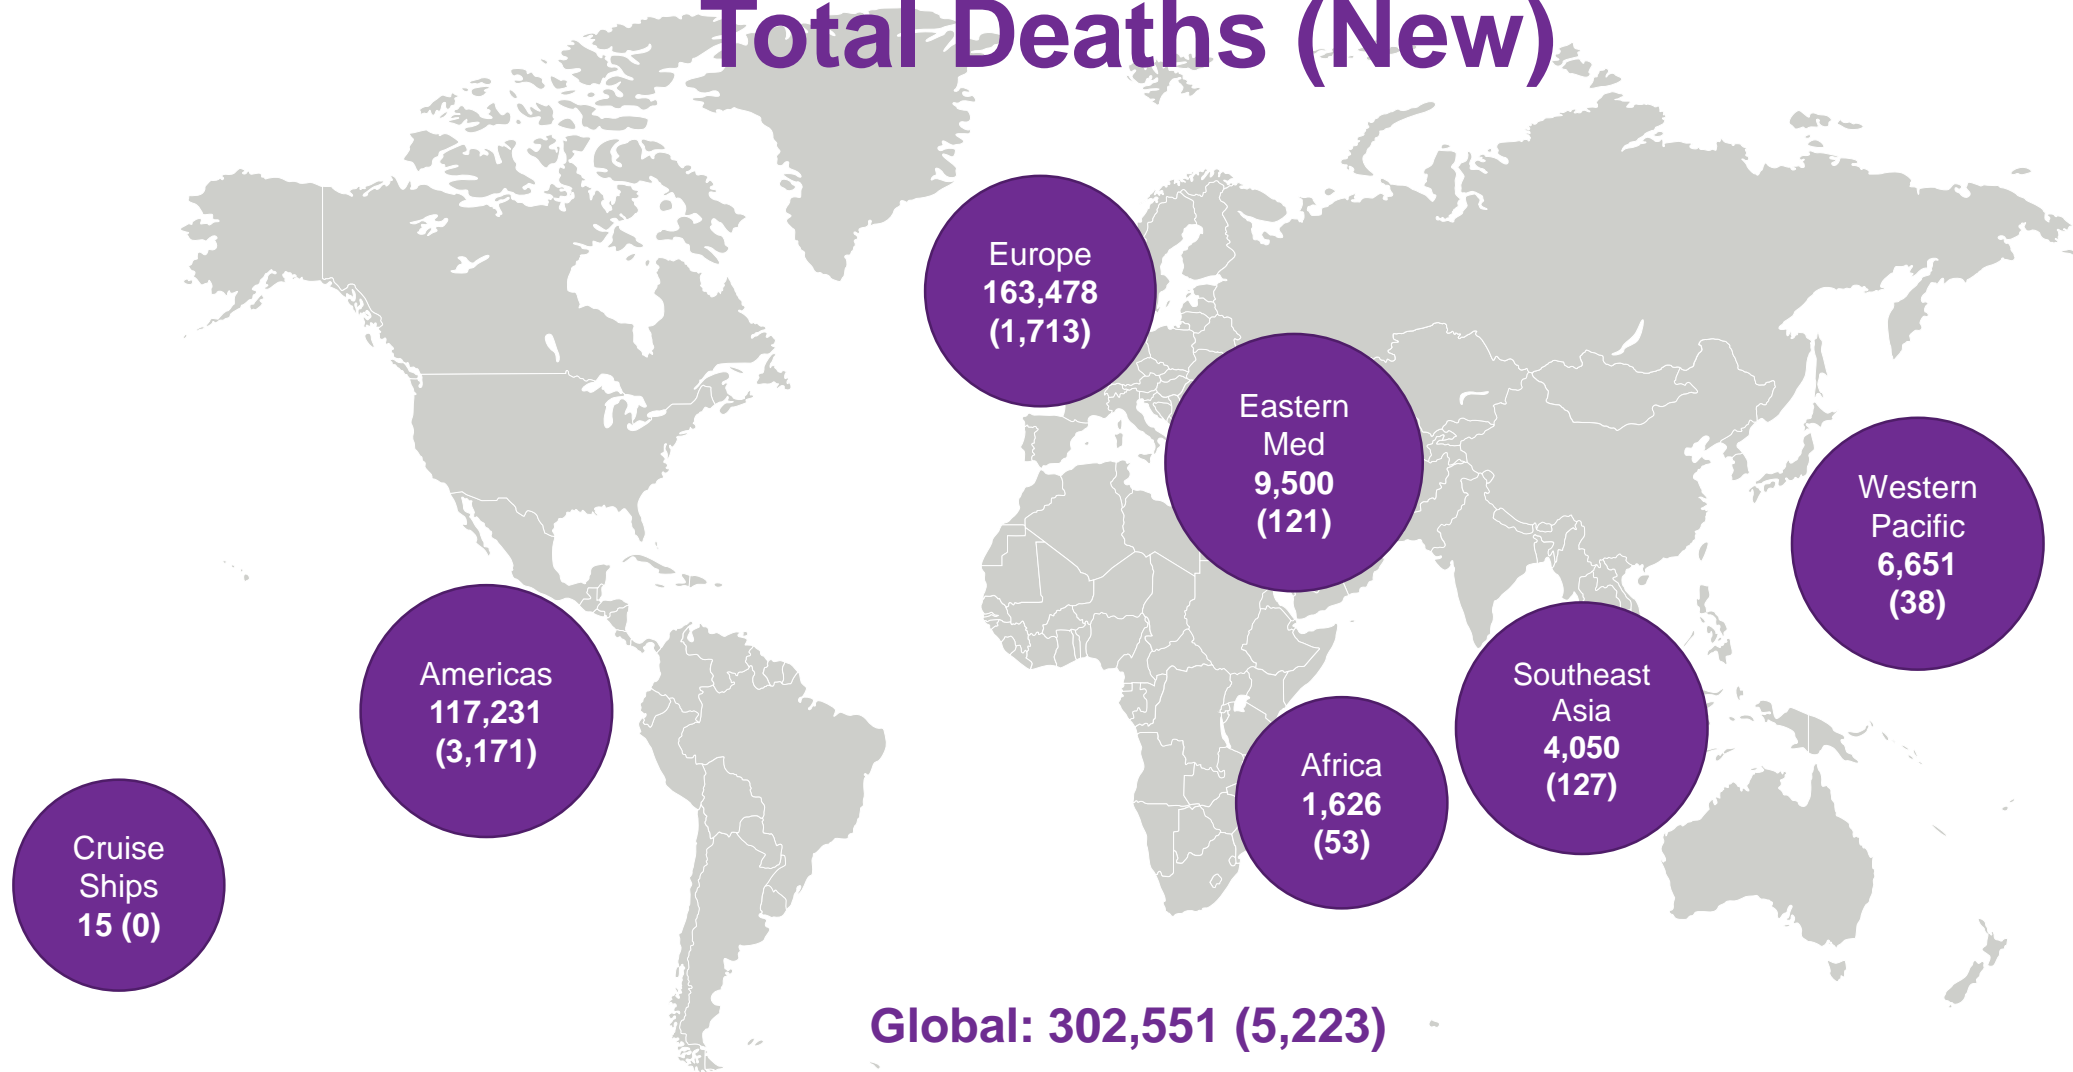 Total Deaths (New)
Europe
163,478
(1,713)
Eastern
Med
9,500
(121)
Western
Pacific
6,651
(38)
Americas
117,231
(3,171)
Southeast
Asia
4,050
(127)
Africa
1,626
(53)
Cruise
Ships
15 (0)
Global: 302,551 (5,223)